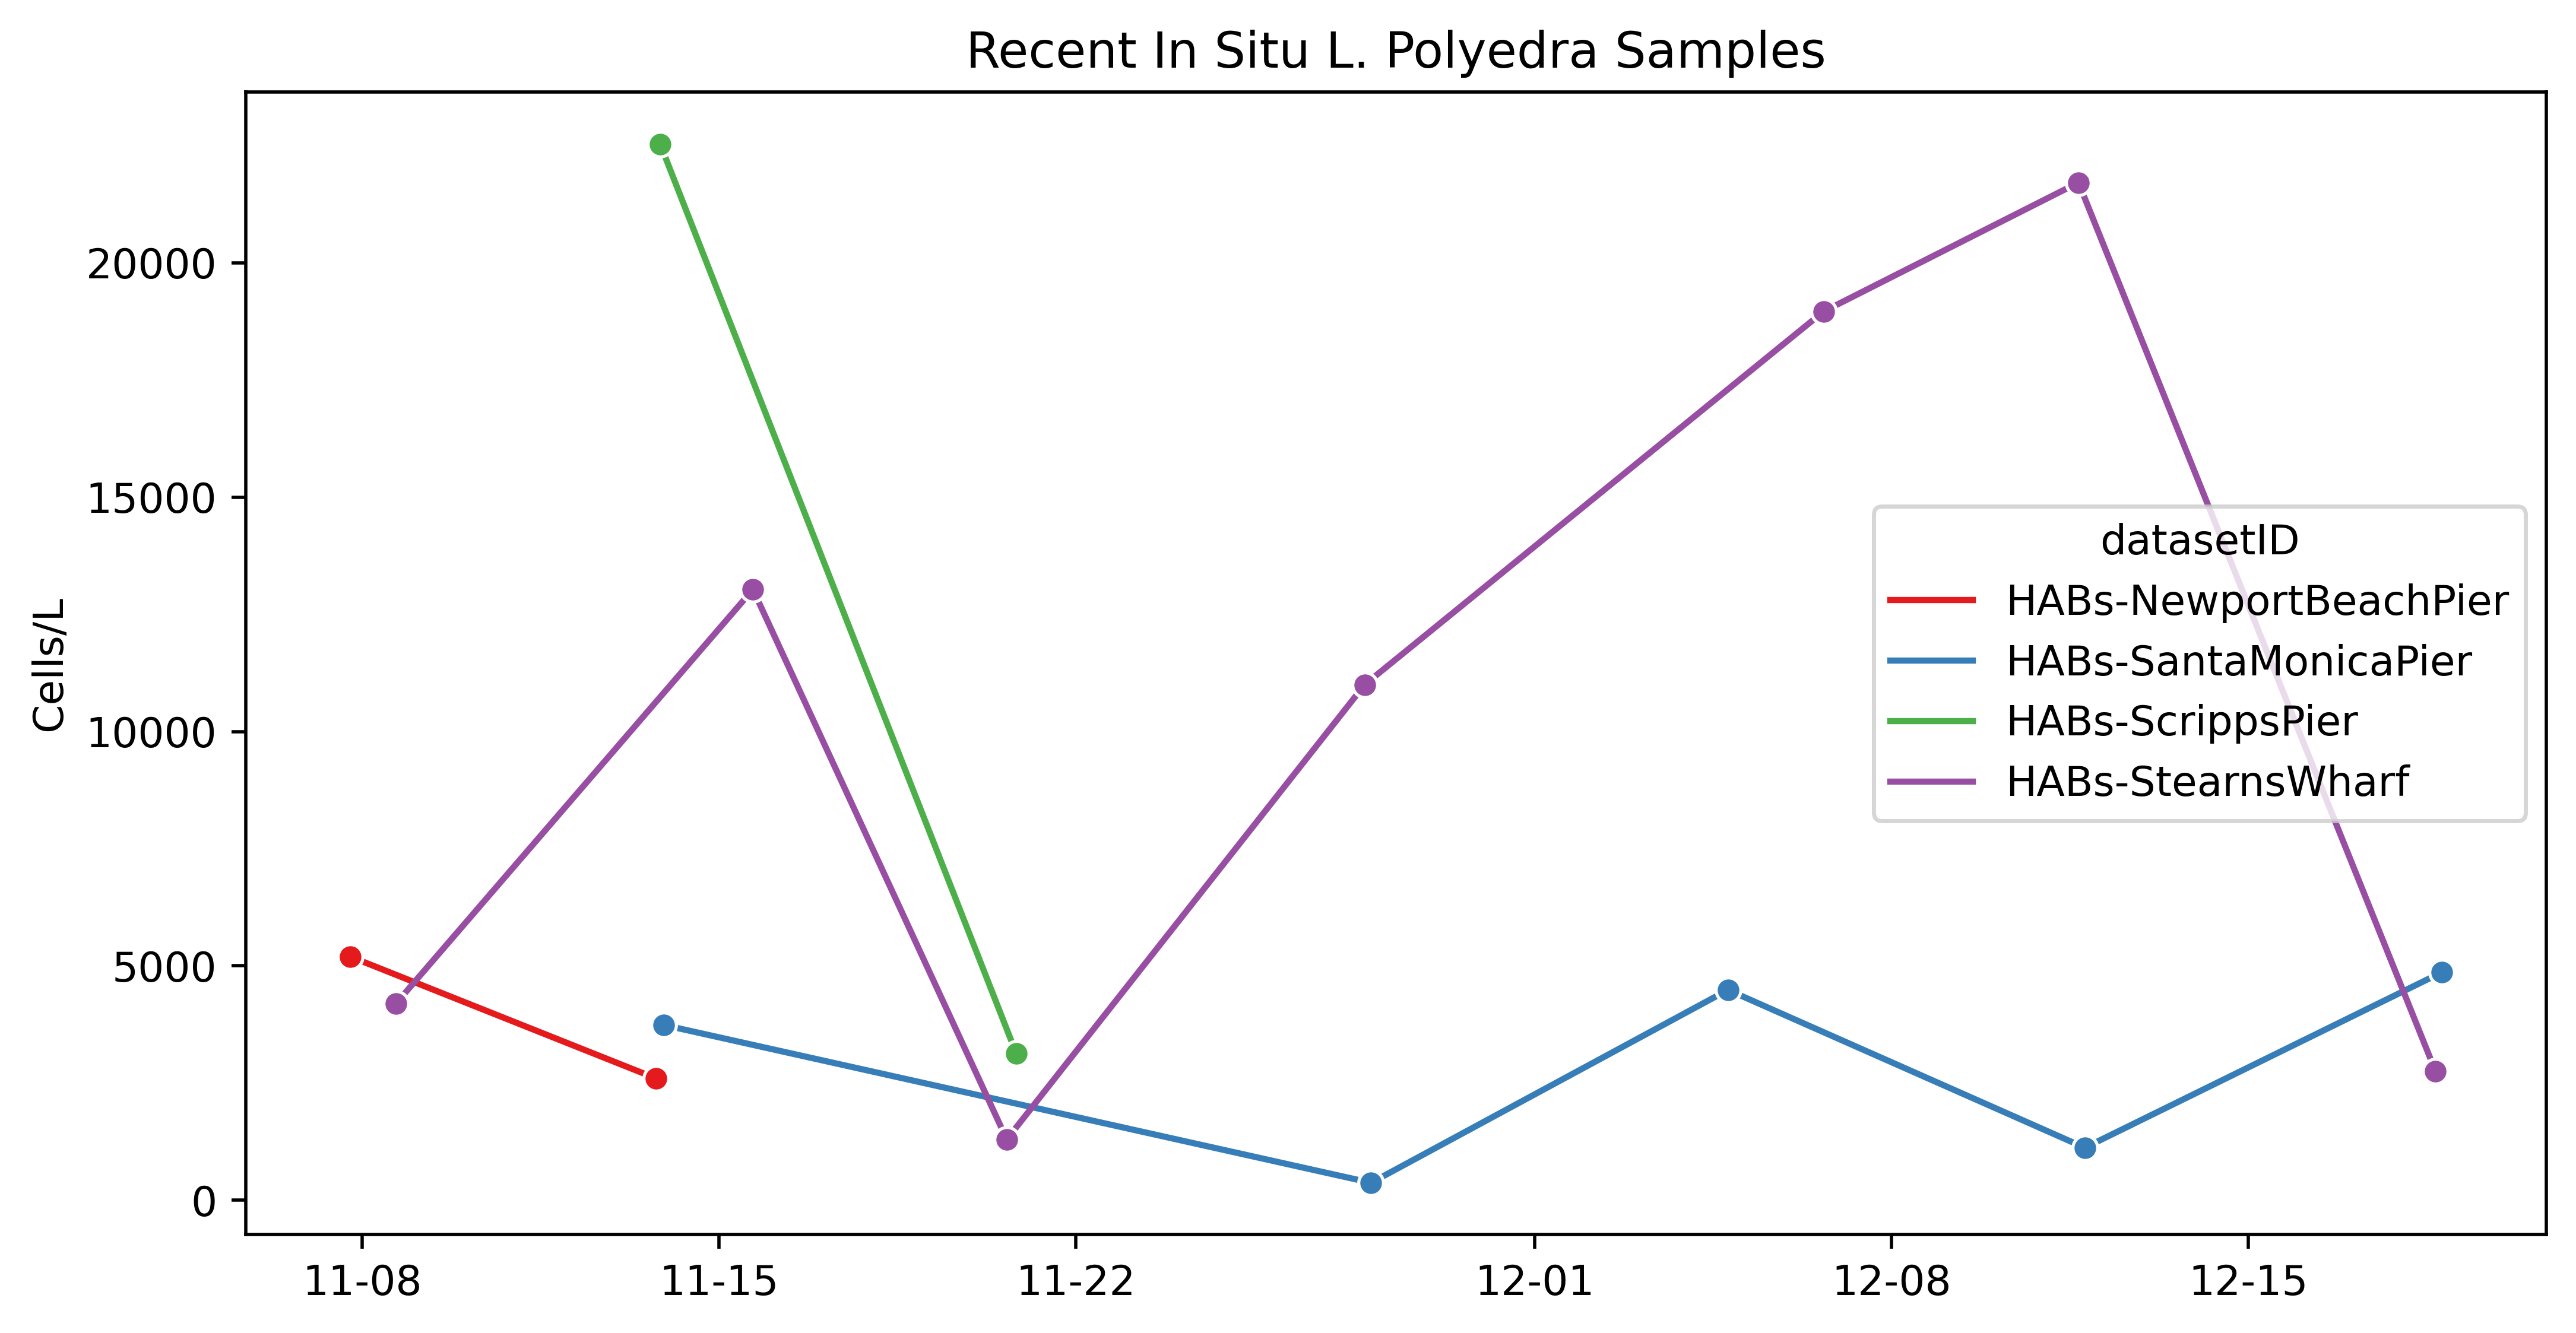 Recent In Situ L. Polyedra Samples
20000
15000
10000
5000
0
Cells/L
datasetID
HABs-NewportBeachPier
HABs-SantaMonicaPier
HABs-ScrippsPier
HABs-StearnsWharf
11-08
11-15
11-22
12-01
12-08
12-15